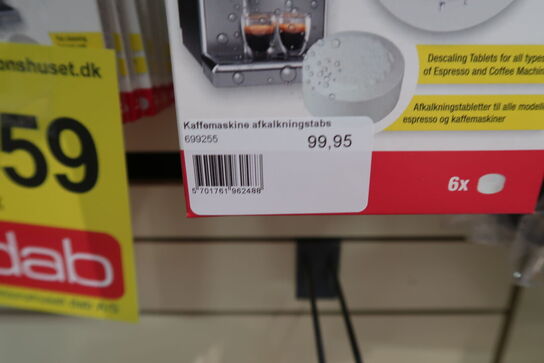 onshuset.dk
59
dab
Descaling Tablets for all types
of Espresso and Coffee Machin
Afkalkningstabletter til alle modell
espresso og kaffemaskiner
Kaffemaskine afkalkningstabs
699255
99,95
5 701761 962488
6x